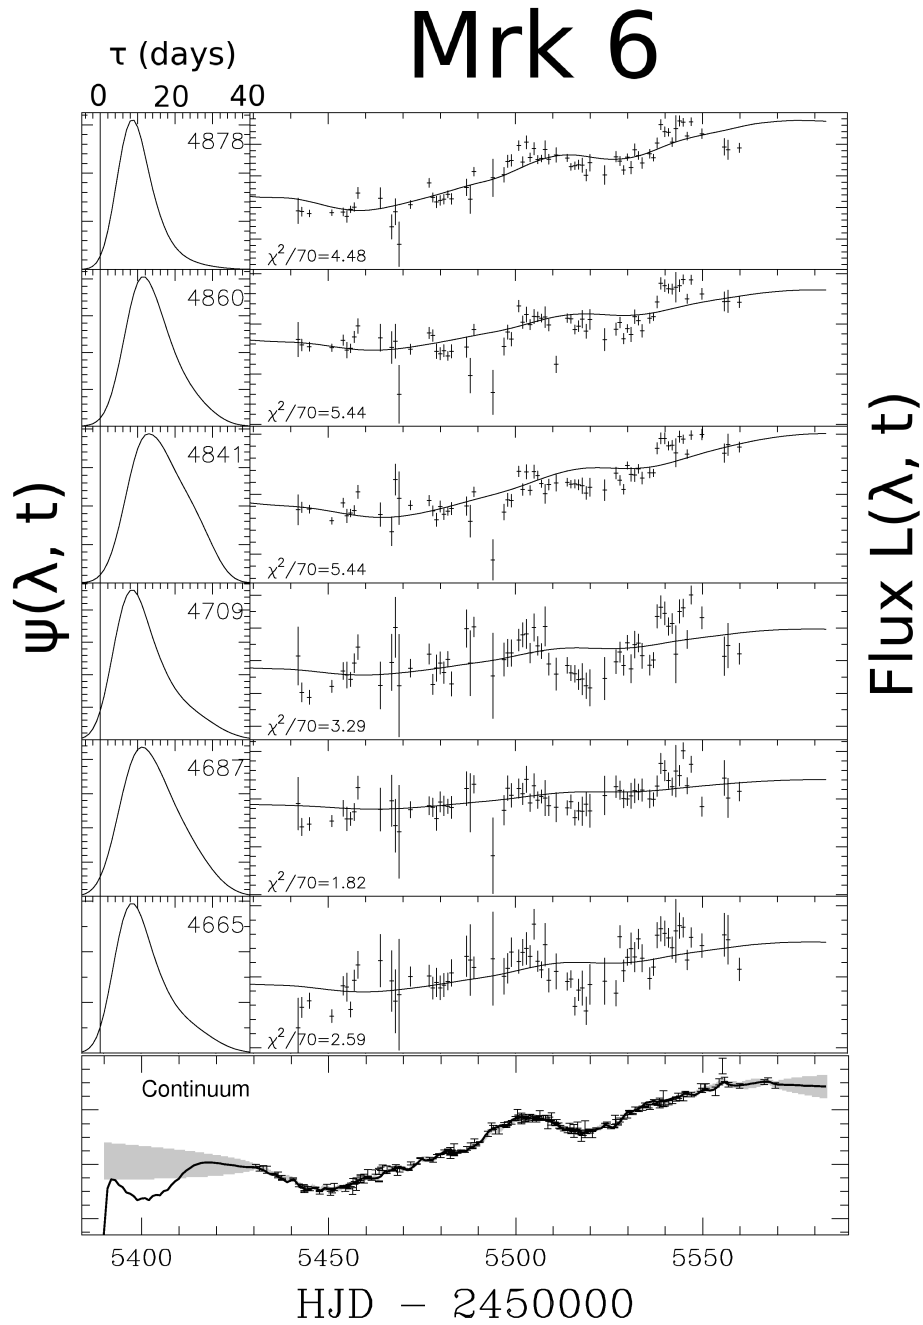 Mrk 6
τ (days)
0 20 40
4878
χ²/70=4.48
4860
χ²/70=5.44
4841
χ²/70=5.44
4709
χ²/70=3.29
4687
χ²/70=1.82
4665
χ²/70=2.59
ψ(λ, t)
Flux L(λ, t)
Continuum
5400 5450 5500 5550
HJD − 2450000